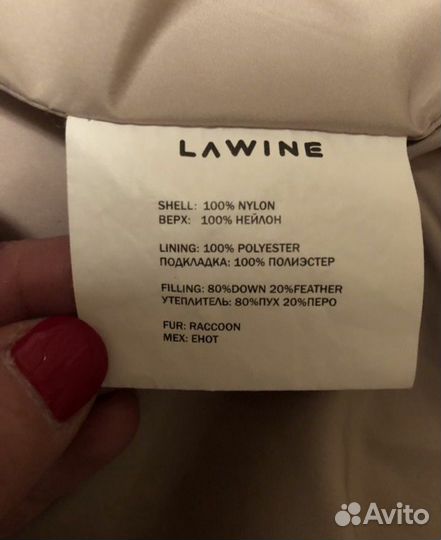 LAWINE
SHELL: 100% NYLON
ВЕРХ: 100% НЕЙЛОН
LINING: 100% POLYESTER
ПОДКЛАДКА: 100% ПОЛИЭСТЕР
FILLING: 80%DOWN 20%FEATHER
УТЕПЛИТЕЛЬ: 80%ПУХ 20%ПЕРО
FUR: RACCOON
МЕХ: ЕНОТ
Avito